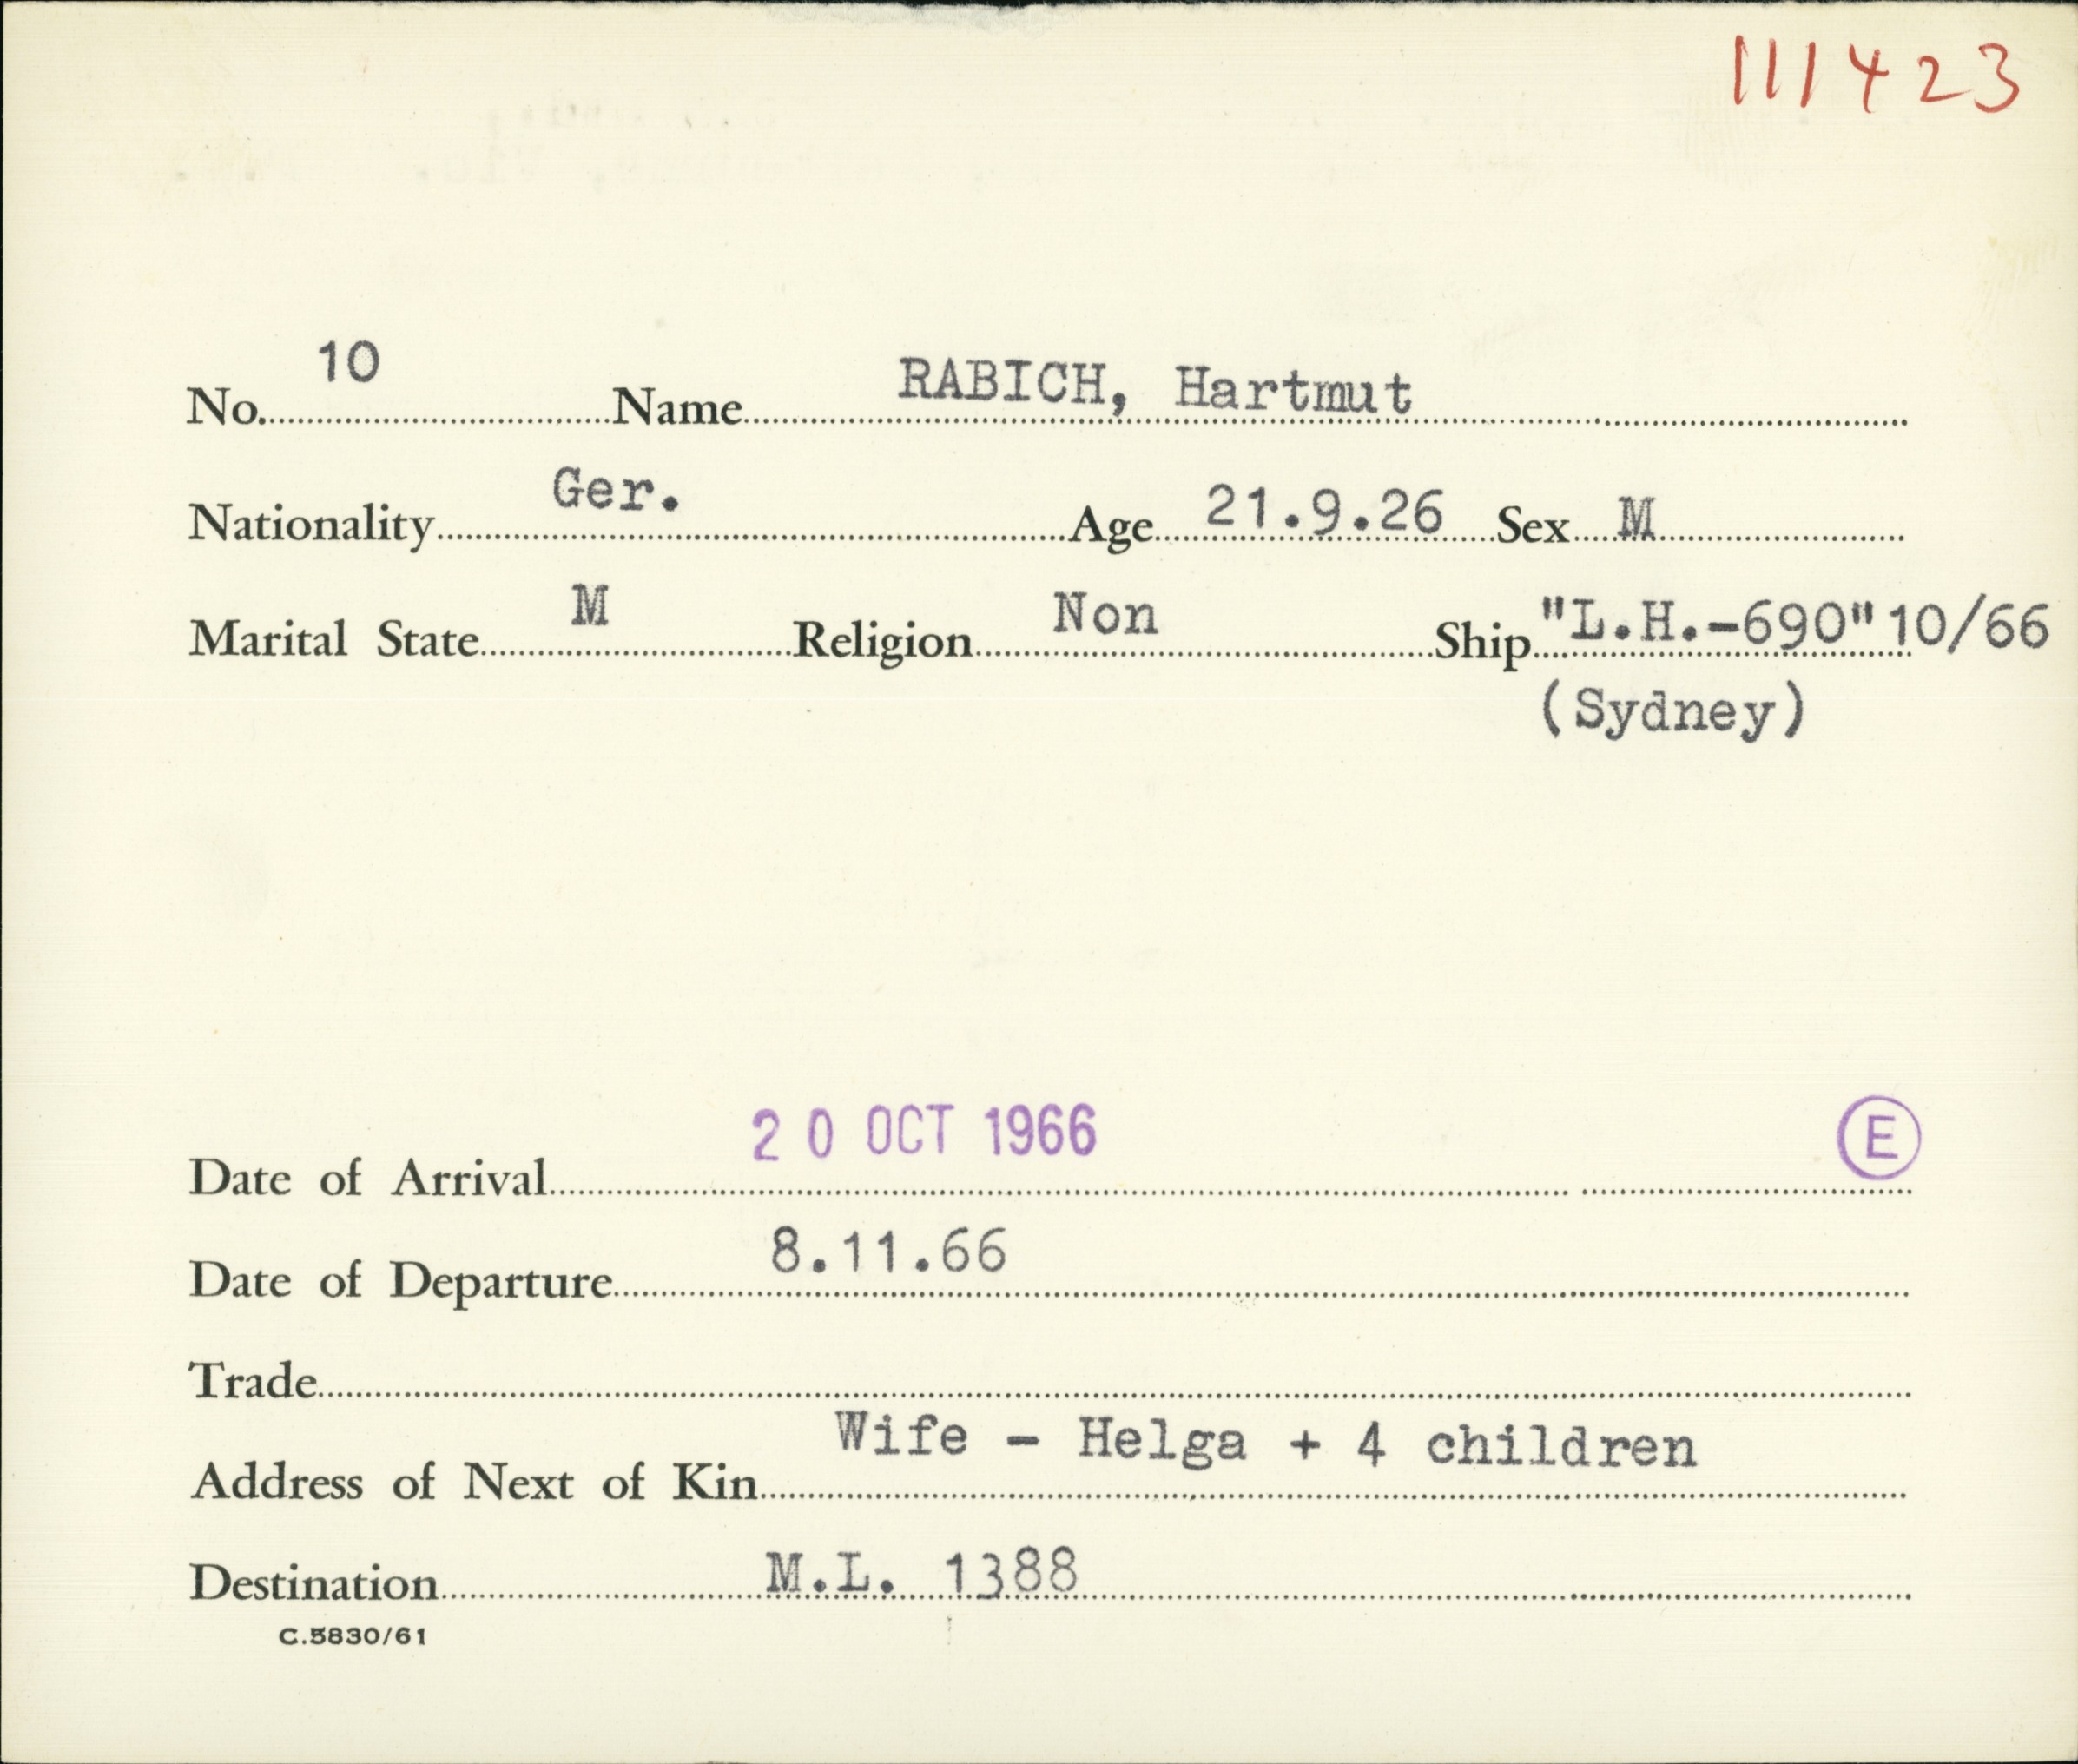 111423
No. 10 Name RABICH, Hartmut
Nationality Ger. Age 21.9.26 Sex M
Marital State M Religion Non Ship "L.H.-690" 10/66
(Sydney)
Date of Arrival 20 OCT 1966 E
Date of Departure 8.11.66
Trade
Address of Next of Kin Wife - Helga + 4 children
Destination M.L. 1388
C.5830/61